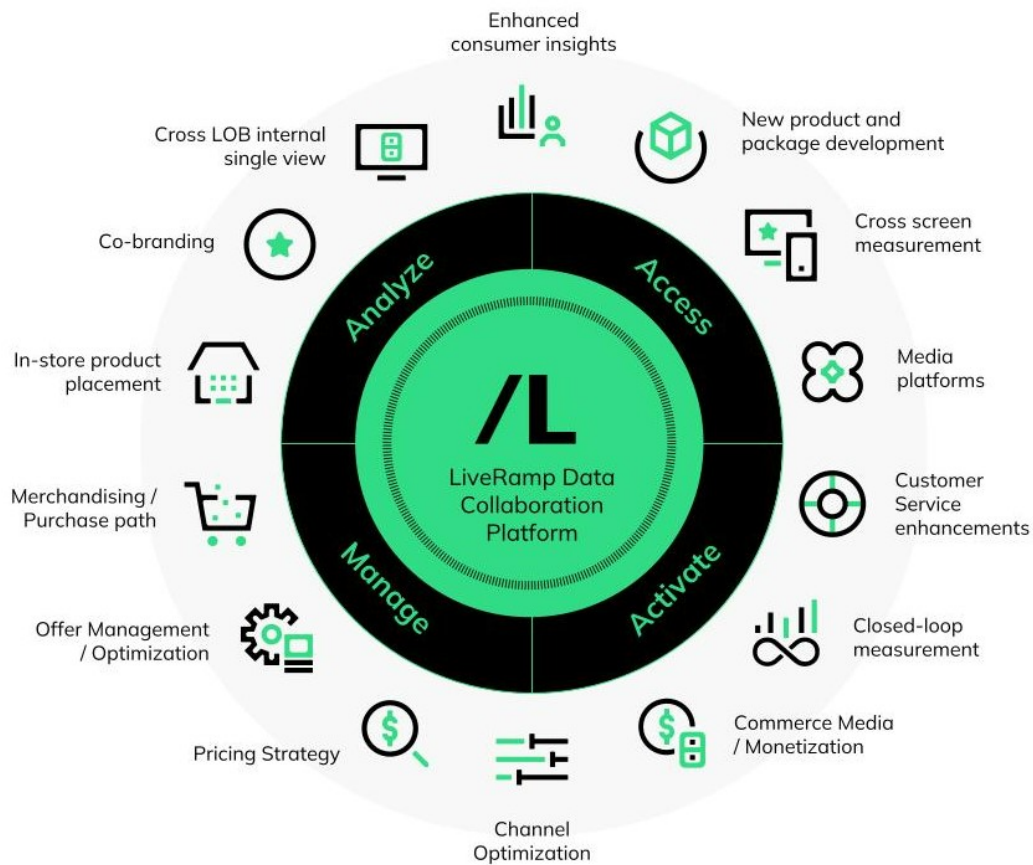 Enhanced
consumer insights
New product and
package development
Cross screen
measurement
Media
platforms
Customer
Service
enhancements
Closed-loop
measurement
Commerce Media
/ Monetization
Channel
Optimization
Pricing Strategy
Offer Management
/ Optimization
Merchandising /
Purchase path
In-store product
placement
Co-branding
Cross LOB internal
single view
Analyze
Access
Activate
Manage
/L
LiveRamp Data
Collaboration
Platform